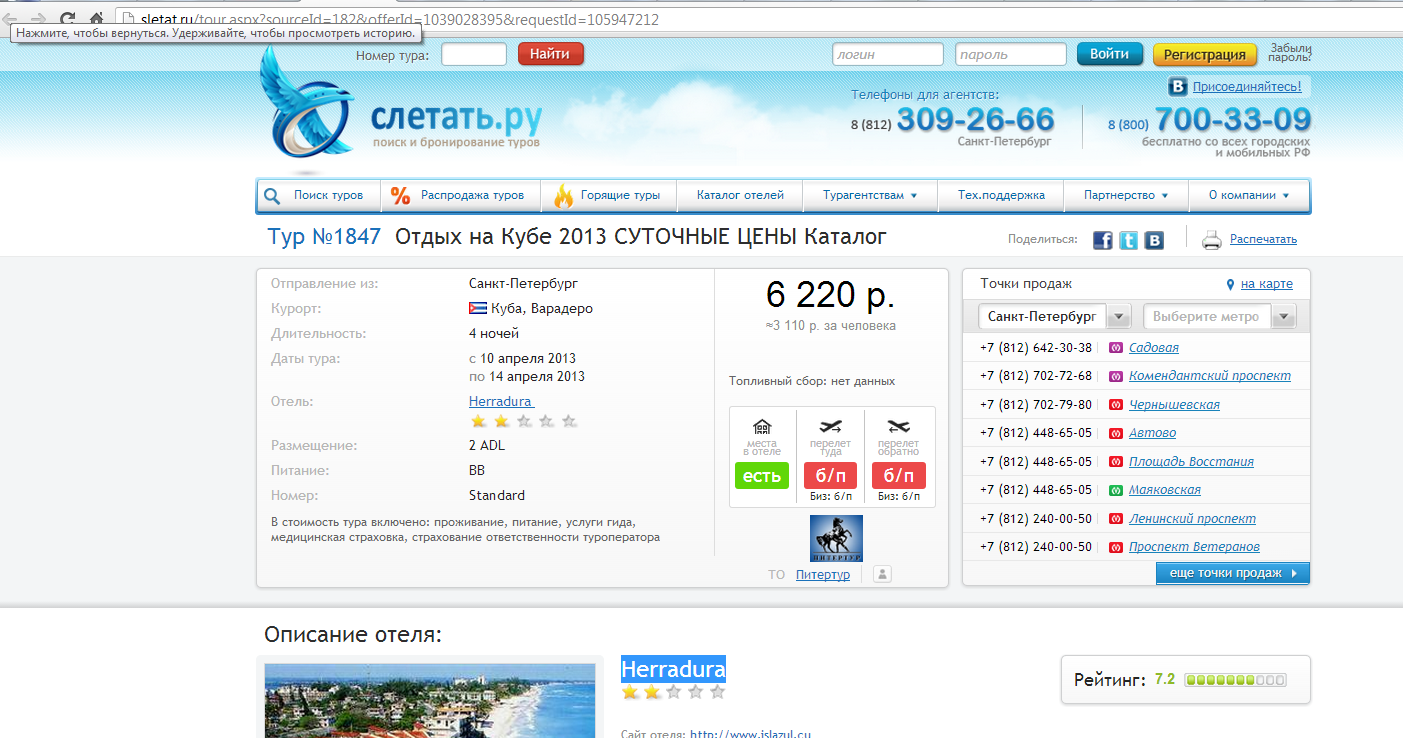 sletat.ru/tour.aspx?sourceId=182&offerId=1039028395&requestId=105947212
Нажмите, чтобы вернуться. Удерживайте, чтобы просмотреть историю.
Номер тура: Найти логин пароль Войти Регистрация Забыли пароль?
В Присоединяйтесь!
слетать.ру
поиск и бронирование туров
Телефоны для агентств:
8 (812) 309-26-66
Санкт-Петербург
8 (800) 700-33-09
бесплатно со всех городских
и мобильных РФ
Поиск туров % Распродажа туров Горящие туры Каталог отелей Турагентствам Тех.поддержка Партнерство О компании
Тур №1847 Отдых на Кубе 2013 СУТОЧНЫЕ ЦЕНЫ Каталог
Поделиться: f t В Распечатать
Отправление из: Санкт-Петербург
Курорт: Куба, Варадеро
Длительность: 4 ночей
Даты тура: с 10 апреля 2013
по 14 апреля 2013
Отель: Herradura
Размещение: 2 ADL
Питание: BB
Номер: Standard
В стоимость тура включено: проживание, питание, услуги гида,
медицинская страховка, страхование ответственности туроператора
6 220 р.
≈3 110 р. за человека
Топливный сбор: нет данных
места
в отеле
есть
перелет
туда
б/п
Биз: б/п
перелет
обратно
б/п
Биз: б/п
ПИТЕРТУР
ТО Питертур
Точки продаж на карте
Санкт-Петербург Выберите метро
+7 (812) 642-30-38 Садовая
+7 (812) 702-72-68 Комендантский проспект
+7 (812) 702-79-80 Чернышевская
+7 (812) 448-65-05 Автово
+7 (812) 448-65-05 Площадь Восстания
+7 (812) 448-65-05 Маяковская
+7 (812) 240-00-50 Ленинский проспект
+7 (812) 240-00-50 Проспект Ветеранов
еще точки продаж
Описание отеля:
Herradura
Сайт отеля: http://www.islazul.cu
Рейтинг: 7.2